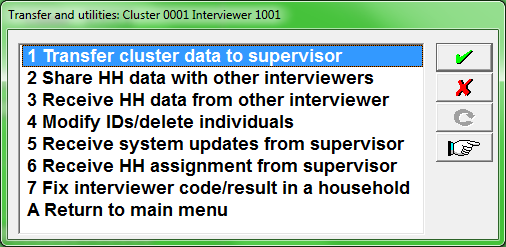 Transfer and utilities: Cluster 0001 Interviewer 1001
1 Transfer cluster data to supervisor
2 Share HH data with other interviewers
3 Receive HH data from other interviewer
4 Modify IDs/delete individuals
5 Receive system updates from supervisor
6 Receive HH assignment from supervisor
7 Fix interviewer code/result in a household
A Return to main menu